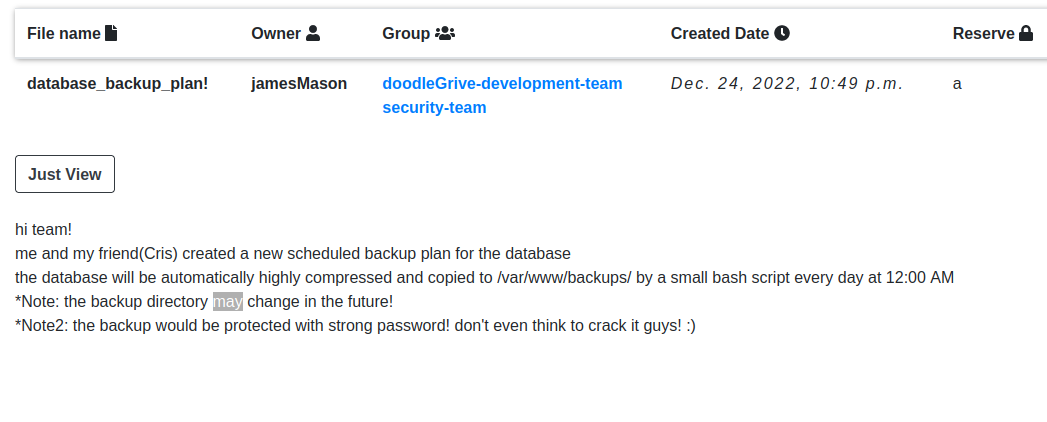 File name Owner Group Created Date Reserve
database_backup_plan! jamesMason doodleGrive-development-team Dec. 24, 2022, 10:49 p.m. a
security-team
Just View
hi team!
me and my friend(Cris) created a new scheduled backup plan for the database
the database will be automatically highly compressed and copied to /var/www/backups/ by a small bash script every day at 12:00 AM
*Note: the backup directory may change in the future!
*Note2: the backup would be protected with strong password! don't even think to crack it guys! :)